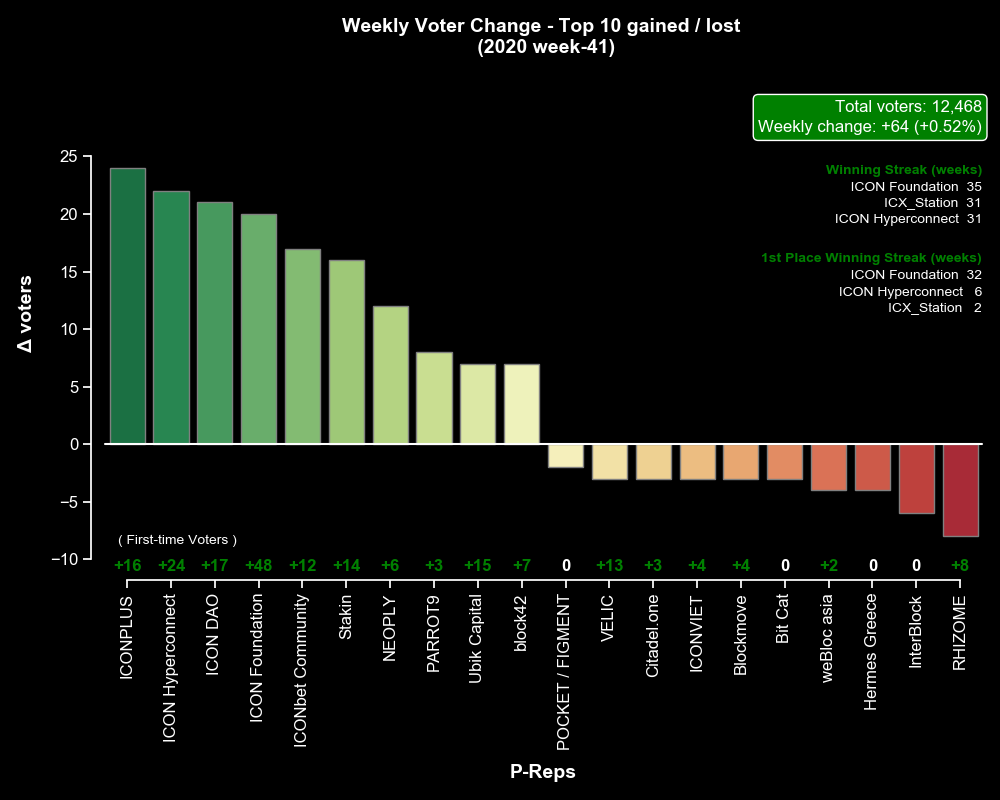 Weekly Voter Change - Top 10 gained / lost
(2020 week-41)
Total voters: 12,468
Weekly change: +64 (+0.52%)
Winning Streak (weeks)
ICON Foundation 35
ICX_Station 31
ICON Hyperconnect 31
1st Place Winning Streak (weeks)
ICON Foundation 32
ICON Hyperconnect 6
ICX_Station 2
Δ voters
25
20
15
10
5
0
−5
−10
( First-time Voters )
+16 +24 +17 +48 +12 +14 +6 +3 +15 +7 0 +13 +3 +4 +4 0 +2 0 0 +8
ICONPLUS
ICON Hyperconnect
ICON DAO
ICON Foundation
ICONbet Community
Stakin
NEOPLY
PARROT9
Ubik Capital
block42
POCKET / FIGMENT
VELIC
Citadel.one
ICONVIET
Blockmove
Bit Cat
weBloc asia
Hermes Greece
InterBlock
RHIZOME
P-Reps